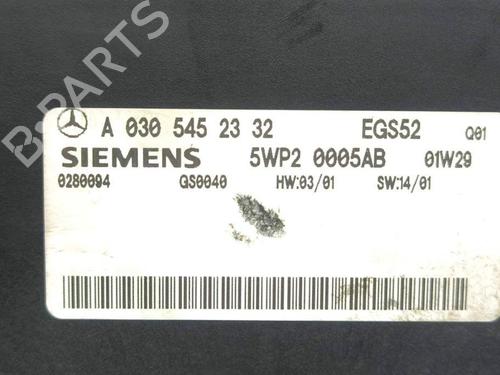 B-PARTS
A 030 545 23 32 EGS52 Q01
SIEMENS 5WP2 0005AB 01W29
0280094 QS0040 HW:03/01 SW:14/01